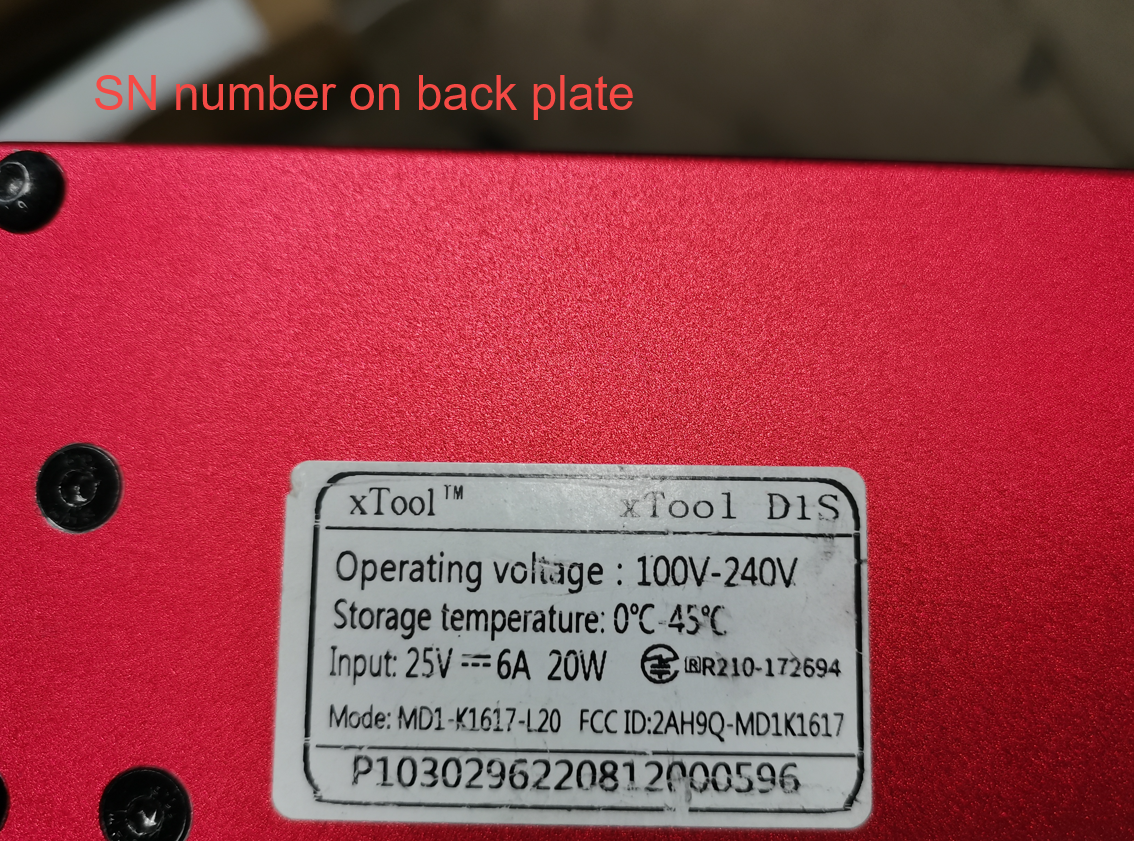 SN number on back plate
xTool™ xTool D1S
Operating voltage : 100V-240V
Storage temperature: 0℃-45℃
Input: 25V⎓6A 20W R210-172694
Mode: MD1-K1617-L20 FCC ID:2AH9Q-MD1K1617
P1030296220812000596